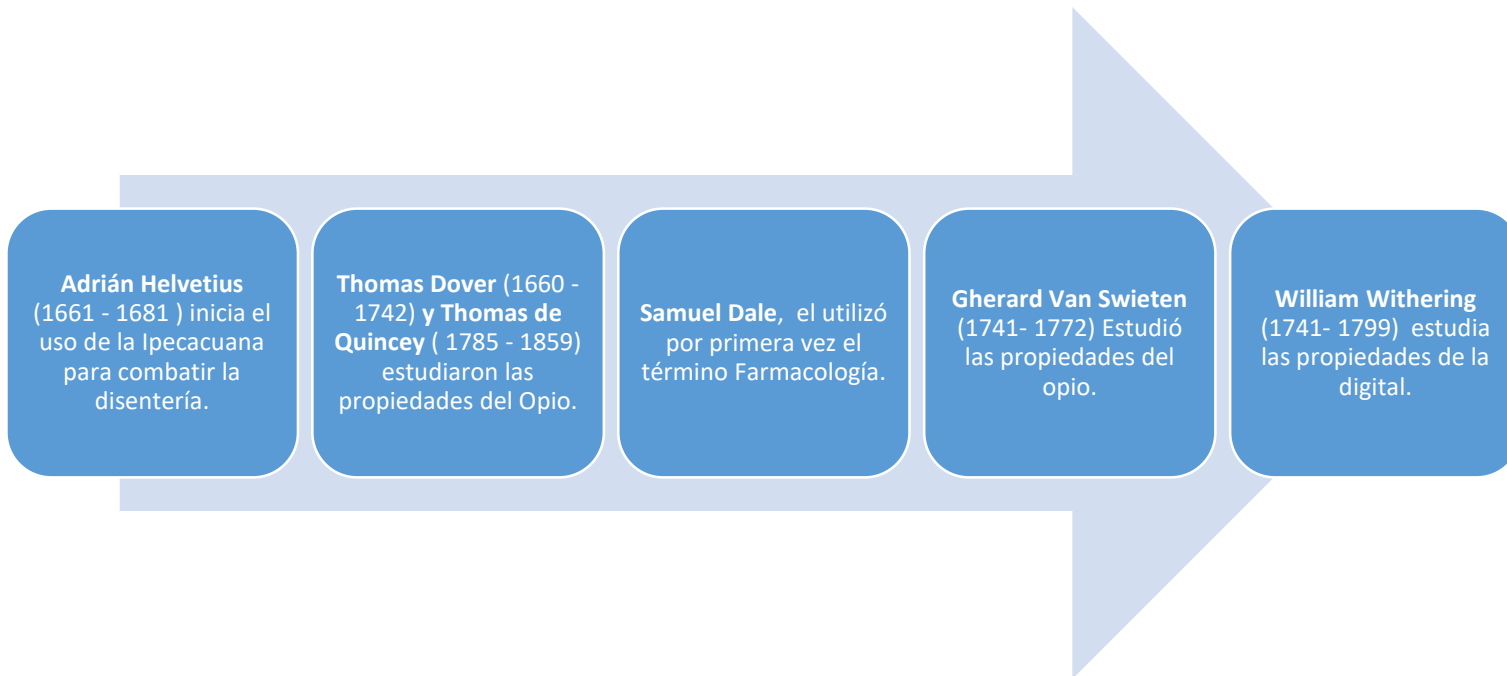 Adrián Helvetius
(1661 - 1681 ) inicia el
uso de la Ipecacuana
para combatir la
disentería.
Thomas Dover (1660 -
1742) y Thomas de
Quincey ( 1785 - 1859)
estudiaron las
propiedades del Opio.
Samuel Dale,  el utilizó
por primera vez el
término Farmacología.
Gherard Van Swieten
(1741- 1772) Estudió
las propiedades del
opio.
William Withering
(1741- 1799)  estudia
las propiedades de la
digital.